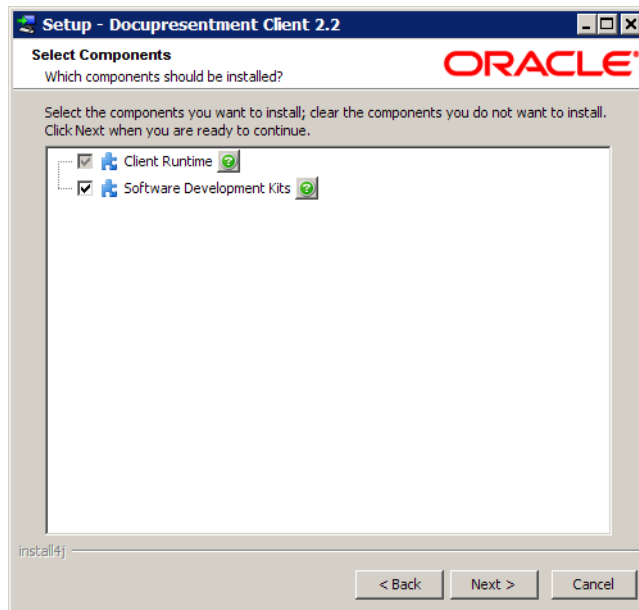 Setup - Docupresentment Client 2.2
Select Components
Which components should be installed?
ORACLE
Select the components you want to install; clear the components you do not want to install.
Click Next when you are ready to continue.
Client Runtime
Software Development Kits
install4j
< Back Next > Cancel